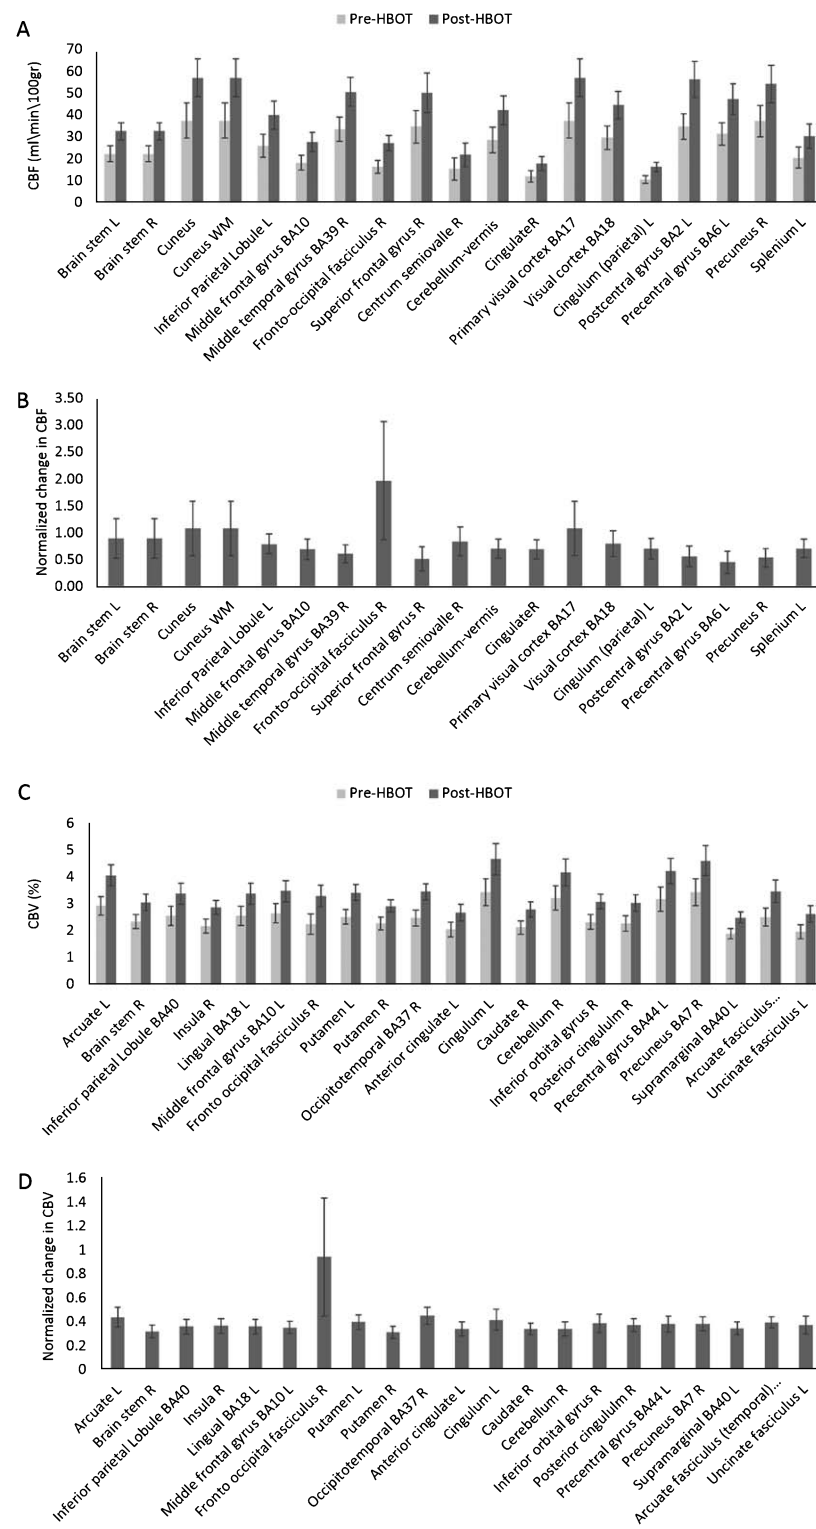 A
Pre-HBOT Post-HBOT
CBF (ml\min\100gr)
70
60
50
40
30
20
10
0
Brain stem L
Brain stem R
Cuneus
Cuneus WM
Inferior Parietal Lobule L
Middle frontal gyrus BA10
Middle temporal gyrus BA39 R
Fronto-occipital fasciculus R
Superior frontal gyrus R
Centrum semiovalle R
Cerebellum-vermis
Cingulate R
Primary visual cortex BA17
Visual cortex BA18
Cingulum (parietal) L
Postcentral gyrus BA2 L
Precentral gyrus BA6 L
Precuneus R
Splenium L
B
Normalized change in CBF
3.50
3.00
2.50
2.00
1.50
1.00
0.50
0.00
Brain stem L
Brain stem R
Cuneus
Cuneus WM
Inferior Parietal Lobule L
Middle frontal gyrus BA10
Middle temporal gyrus BA39 R
Fronto-occipital fasciculus R
Superior frontal gyrus R
Centrum semiovalle R
Cerebellum-vermis
Cingulate R
Primary visual cortex BA17
Visual cortex BA18
Cingulum (parietal) L
Postcentral gyrus BA2 L
Precentral gyrus BA6 L
Precuneus R
Splenium L
C
Pre-HBOT Post-HBOT
CBV (%)
6
5
4
3
2
1
0
Arcuate L
Brain stem R
Inferior parietal Lobule BA40
Insula R
Lingual BA18 L
Middle frontal gyrus BA10 L
Fronto occipital fasciculus R
Putamen L
Putamen R
Occipitotemporal BA37 R
Anterior cingulate L
Cingulum L
Caudate R
Cerebellum R
Inferior orbital gyrus R
Posterior cingululm R
Precentral gyrus BA44 L
Precuneus BA7 R
Supramarginal BA40 L
Arcuate fasciculus...
Uncinate fasciculus L
D
Normalized change in CBV
1.6
1.4
1.2
1
0.8
0.6
0.4
0.2
0
Arcuate L
Brain stem R
Inferior parietal Lobule BA40
Insula R
Lingual BA18 L
Middle frontal gyrus BA10 L
Fronto occipital fasciculus R
Putamen L
Putamen R
Occipitotemporal BA37 R
Anterior cingulate L
Cingulum L
Caudate R
Cerebellum R
Inferior orbital gyrus R
Posterior cingululm R
Precentral gyrus BA44 L
Precuneus BA7 R
Supramarginal BA40 L
Arcuate fasciculus (temporal)...
Uncinate fasciculus L